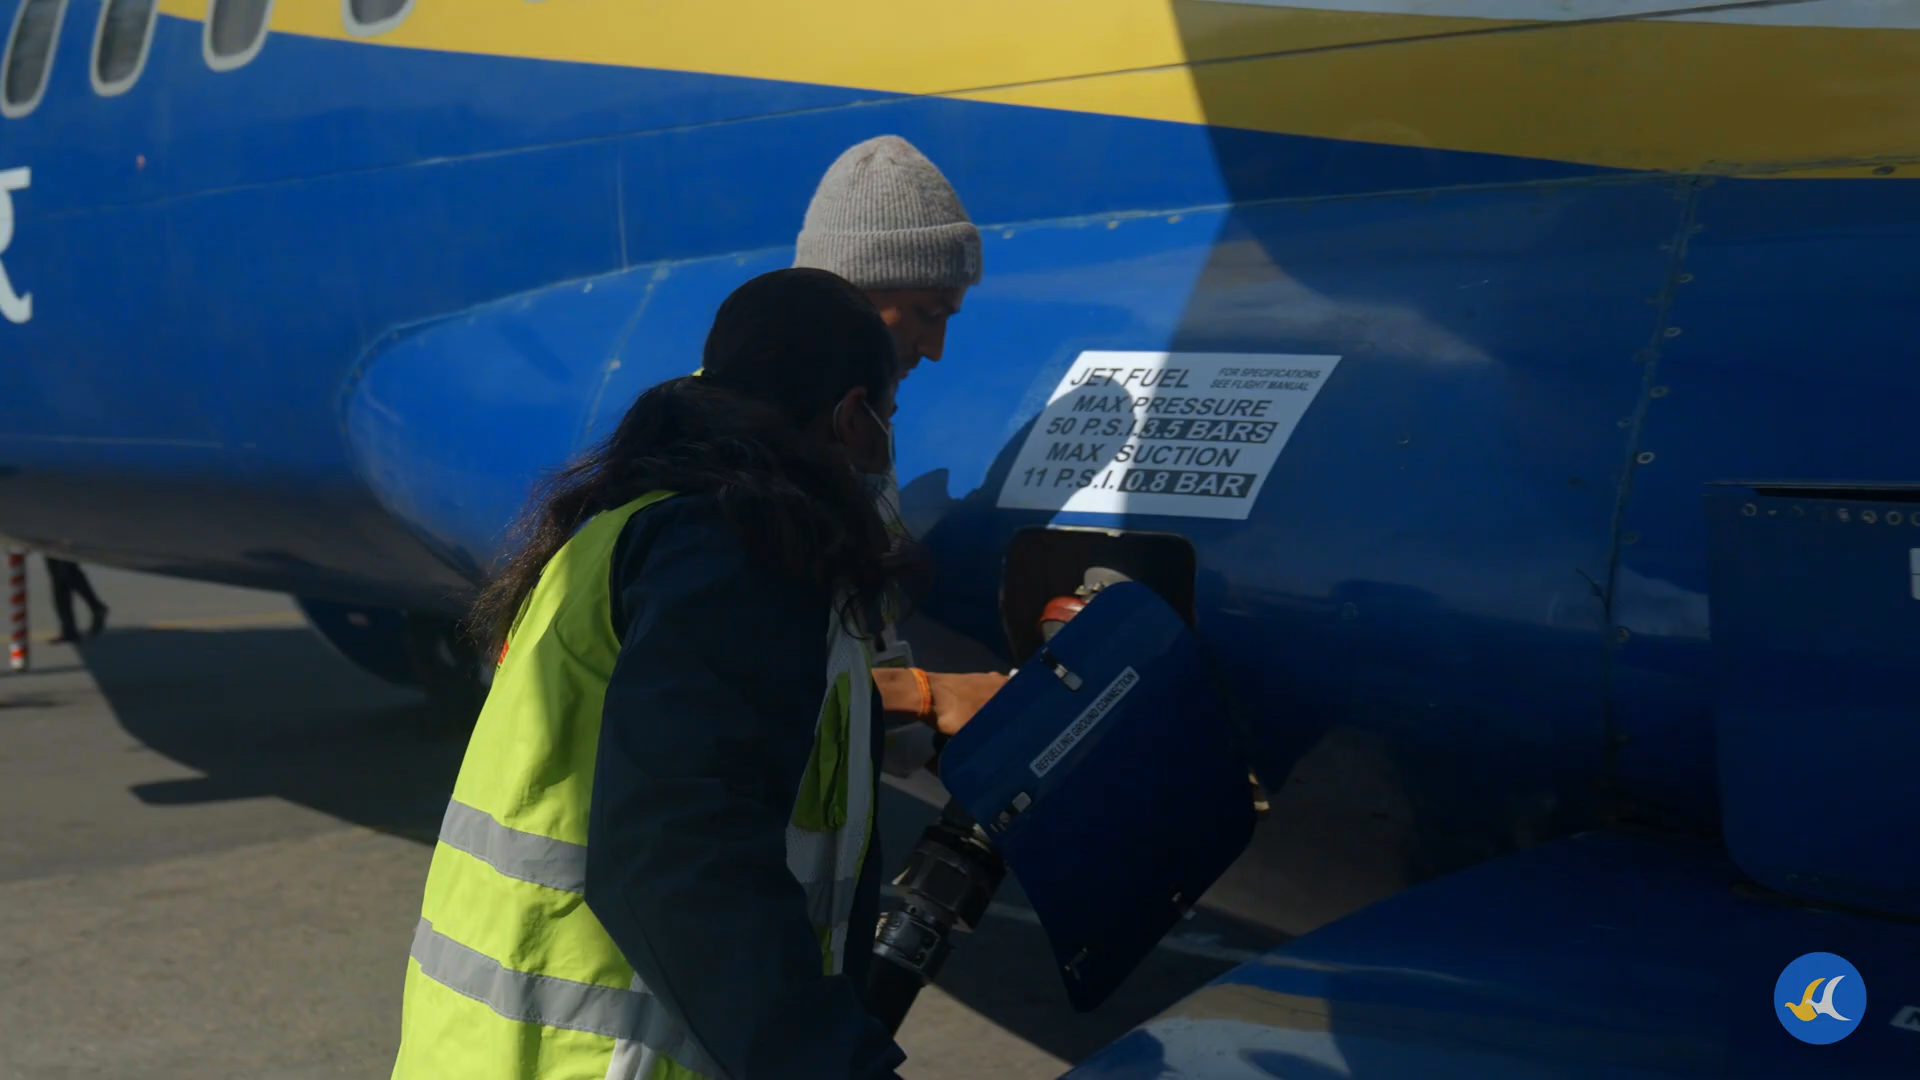 JET FUEL
FOR SPECIFICATIONS
SEE FLIGHT MANUAL
MAX PRESSURE
50 P.S.I. 3.5 BARS
MAX SUCTION
11 P.S.I. 0.8 BAR
REFUELLING GROUND CONNECTION